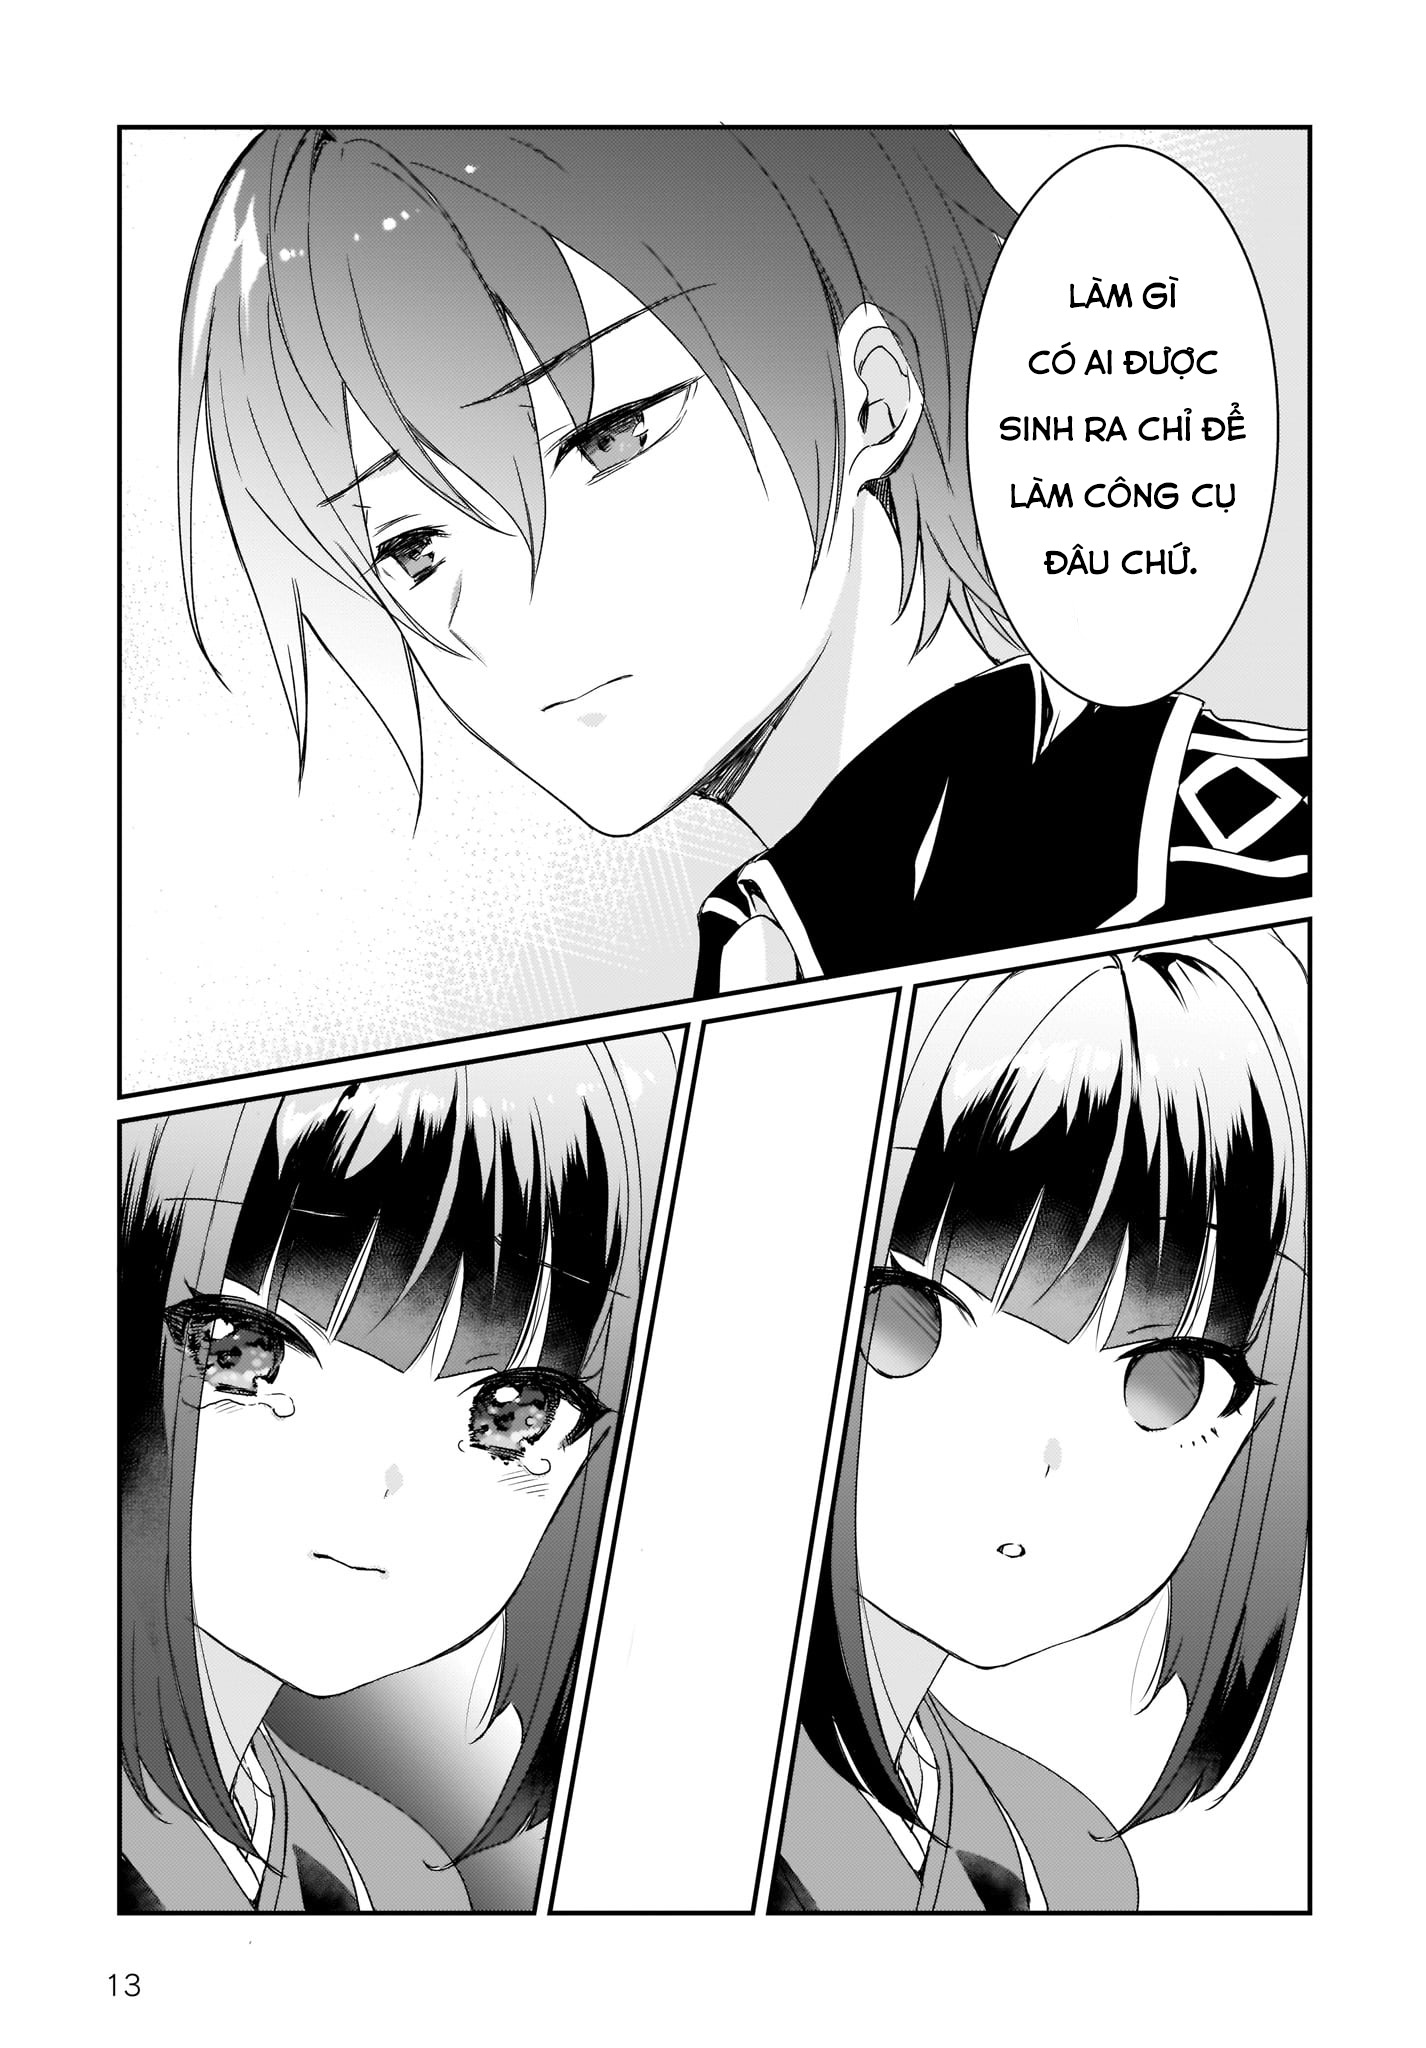 LÀM GÌ
CÓ AI ĐƯỢC
SINH RA CHỈ ĐỂ
LÀM CÔNG CỤ
ĐÂU CHỨ.
13